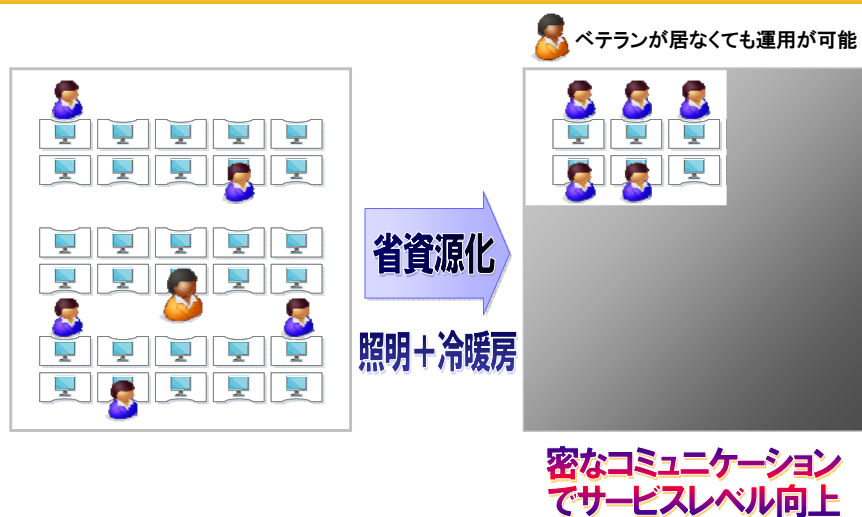 ベテランが居なくても運用が可能
省資源化
照明＋冷暖房
密なコミュニケーション
でサービスレベル向上